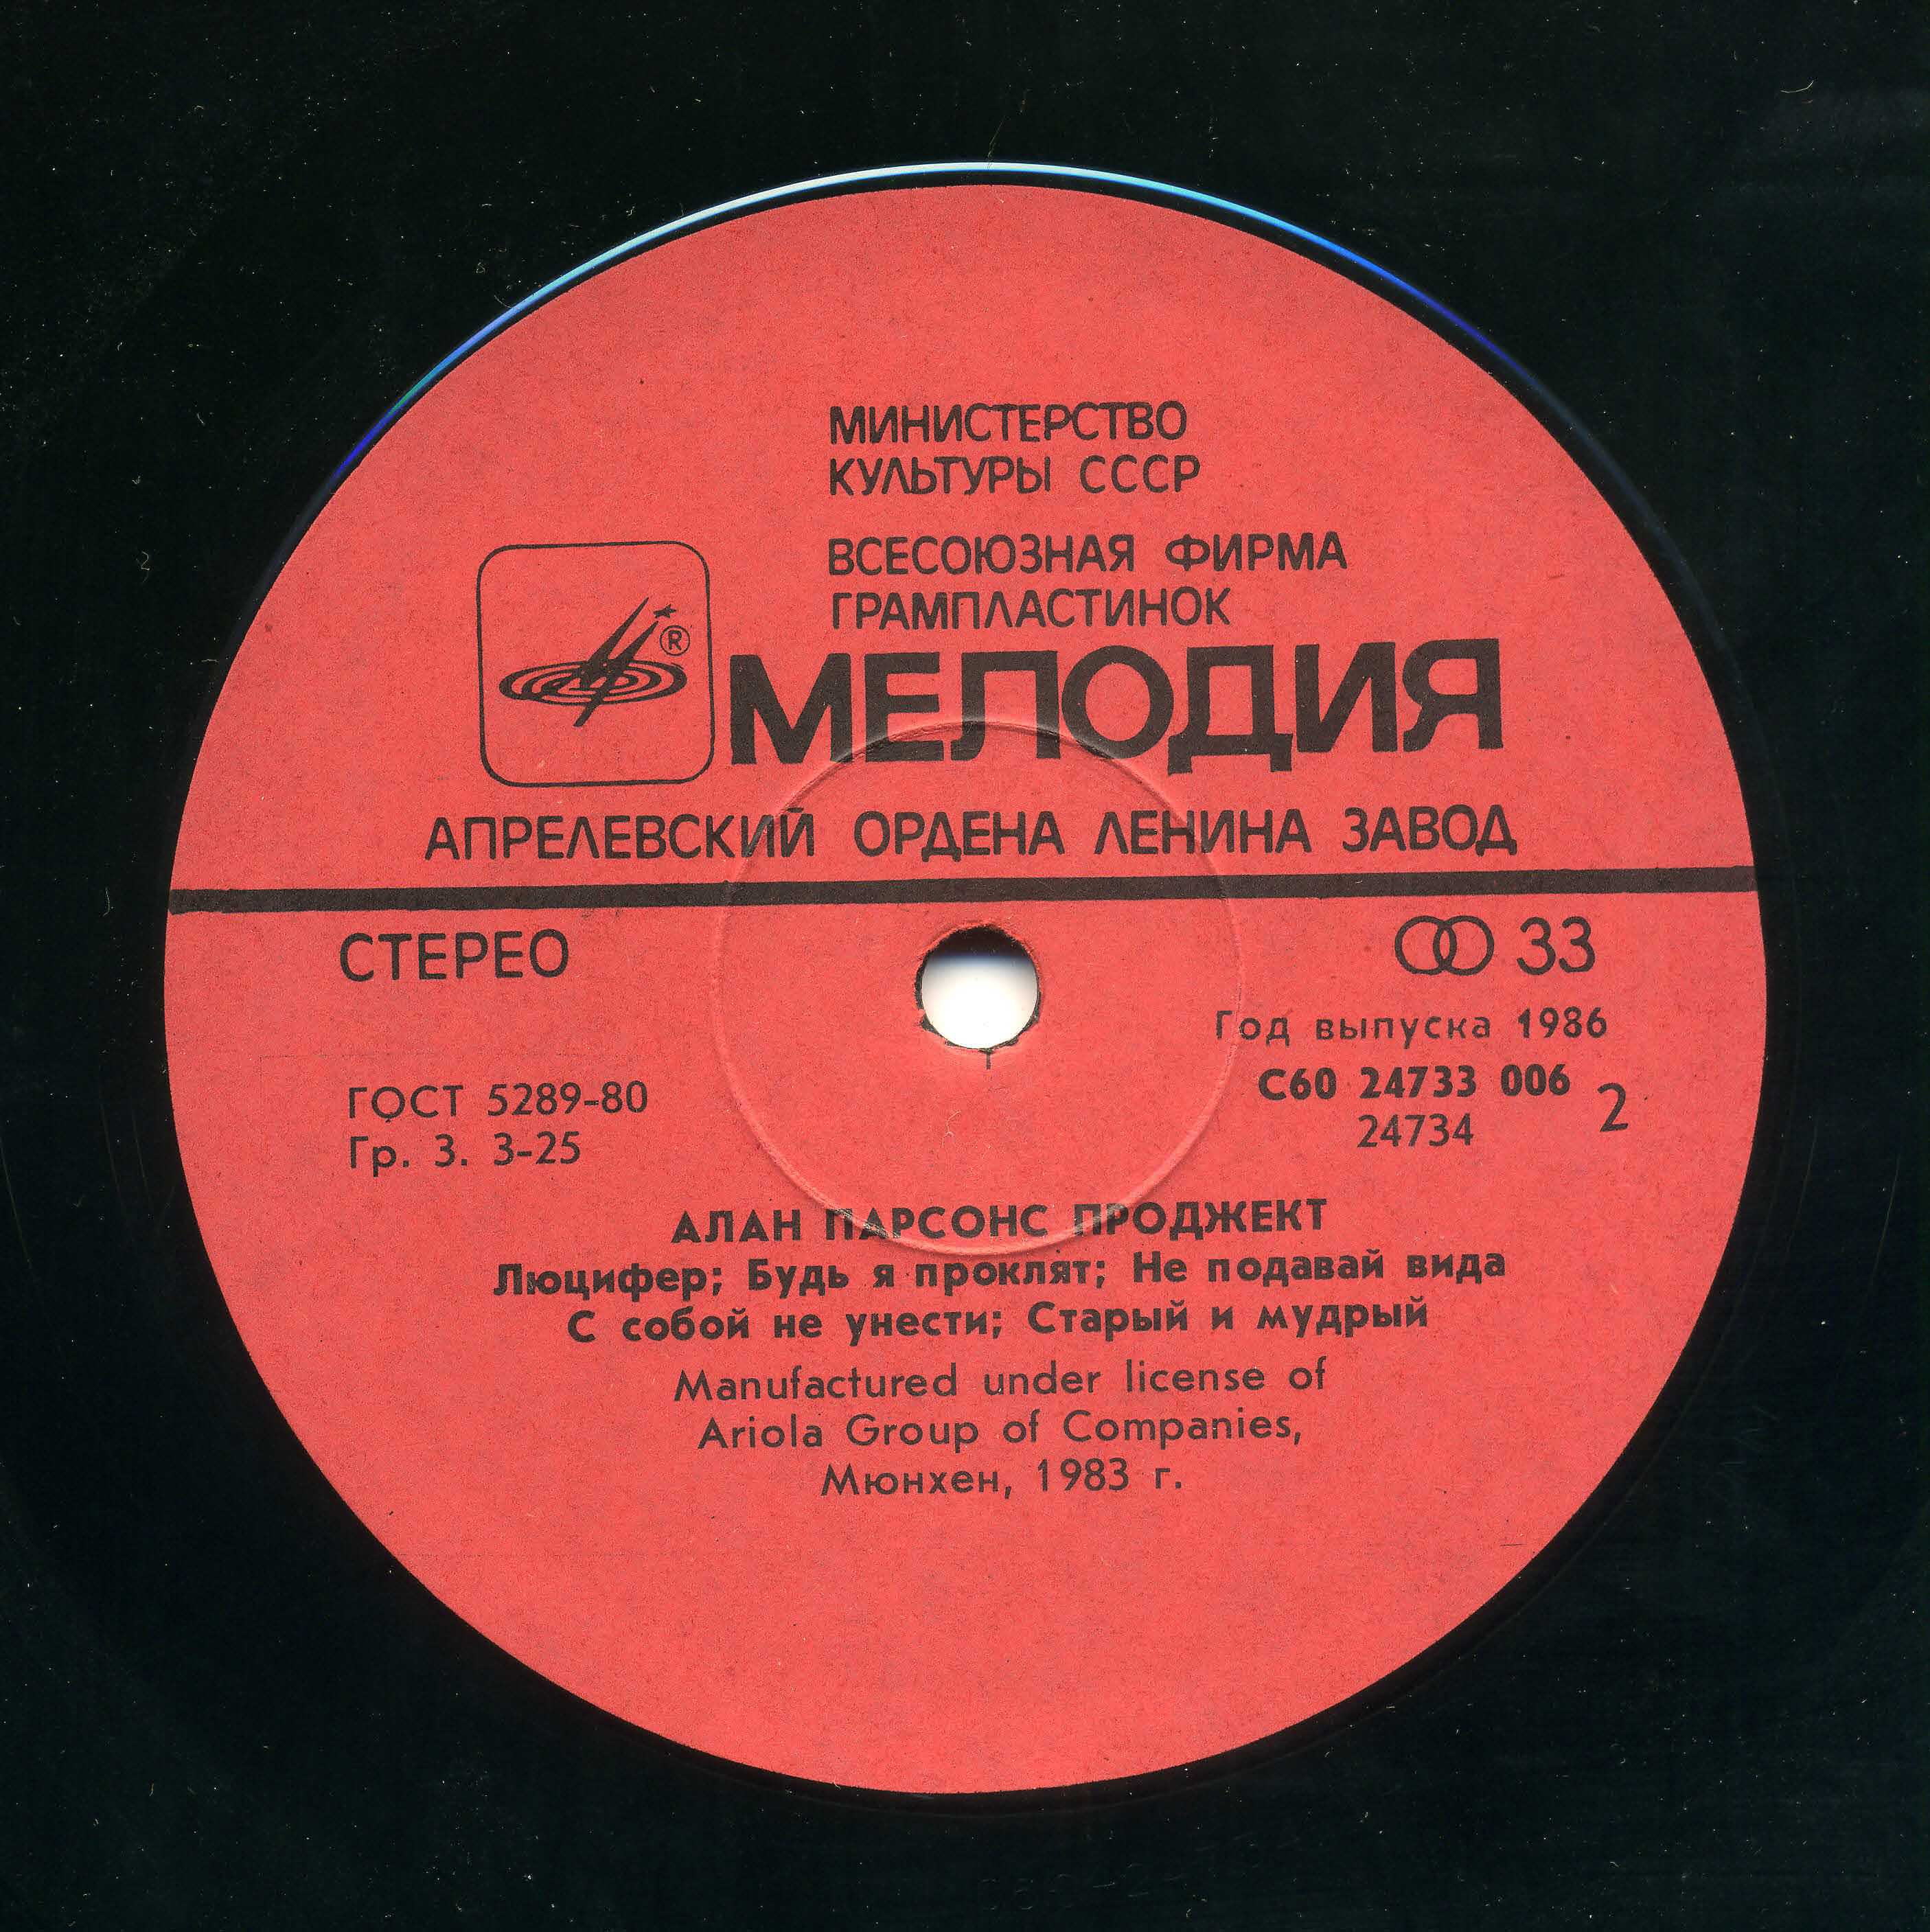 МИНИСТЕРСТВО
КУЛЬТУРЫ СССР
ВСЕСОЮЗНАЯ ФИРМА
ГРАМПЛАСТИНОК
®
МЕЛОДИЯ
АПРЕЛЕВСКИЙ ОРДЕНА ЛЕНИНА ЗАВОД
СТЕРЕО
33
Год выпуска 1986
ГОСТ 5289-80
Гр. 3. 3-25
С60 24733 006
24734
2
АЛАН ПАРСОНС ПРОДЖЕКТ
Люцифер; Будь я проклят; Не подавай вида
С собой не унести; Старый и мудрый
Manufactured under license of
Ariola Group of Companies,
Мюнхен, 1983 г.